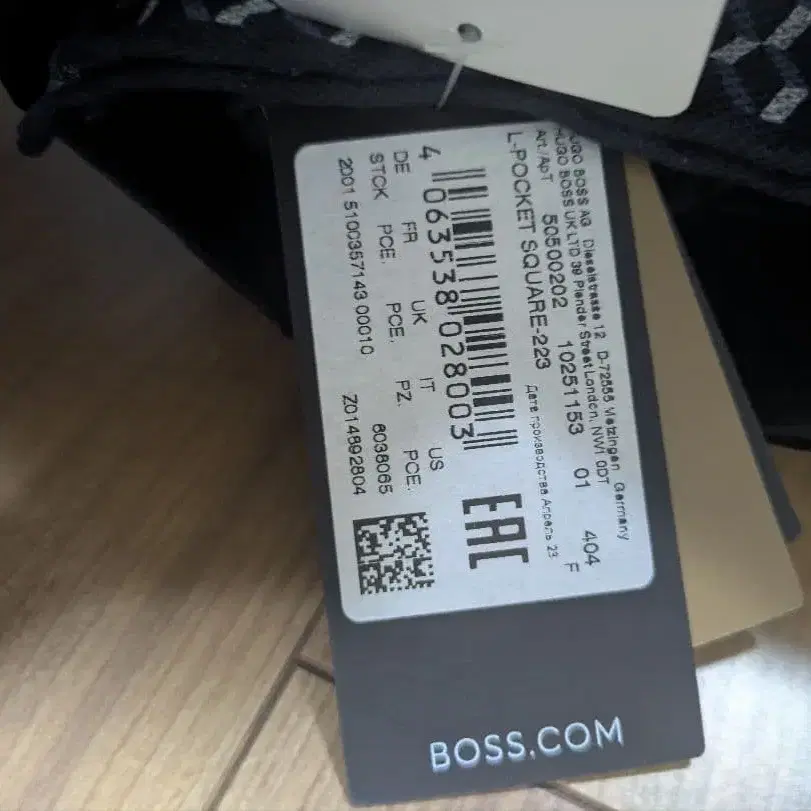 HUGO BOSS AG Dieselstrasse 12 D-72555 Metzingen Germany
HUGO BOSS UK LTD 39 Plender Street London, NW1 0DT
Art./Арт 50500202 10251153 01 404
F
L-POCKET SQUARE-223
Дата производства Апрель 23
4 063538 028003
EAC
DE FR UK IT US
STCK PCE. PCE. PZ. PCE.
6038065
2001 5100357143 00010 Z014892804
BOSS.COM